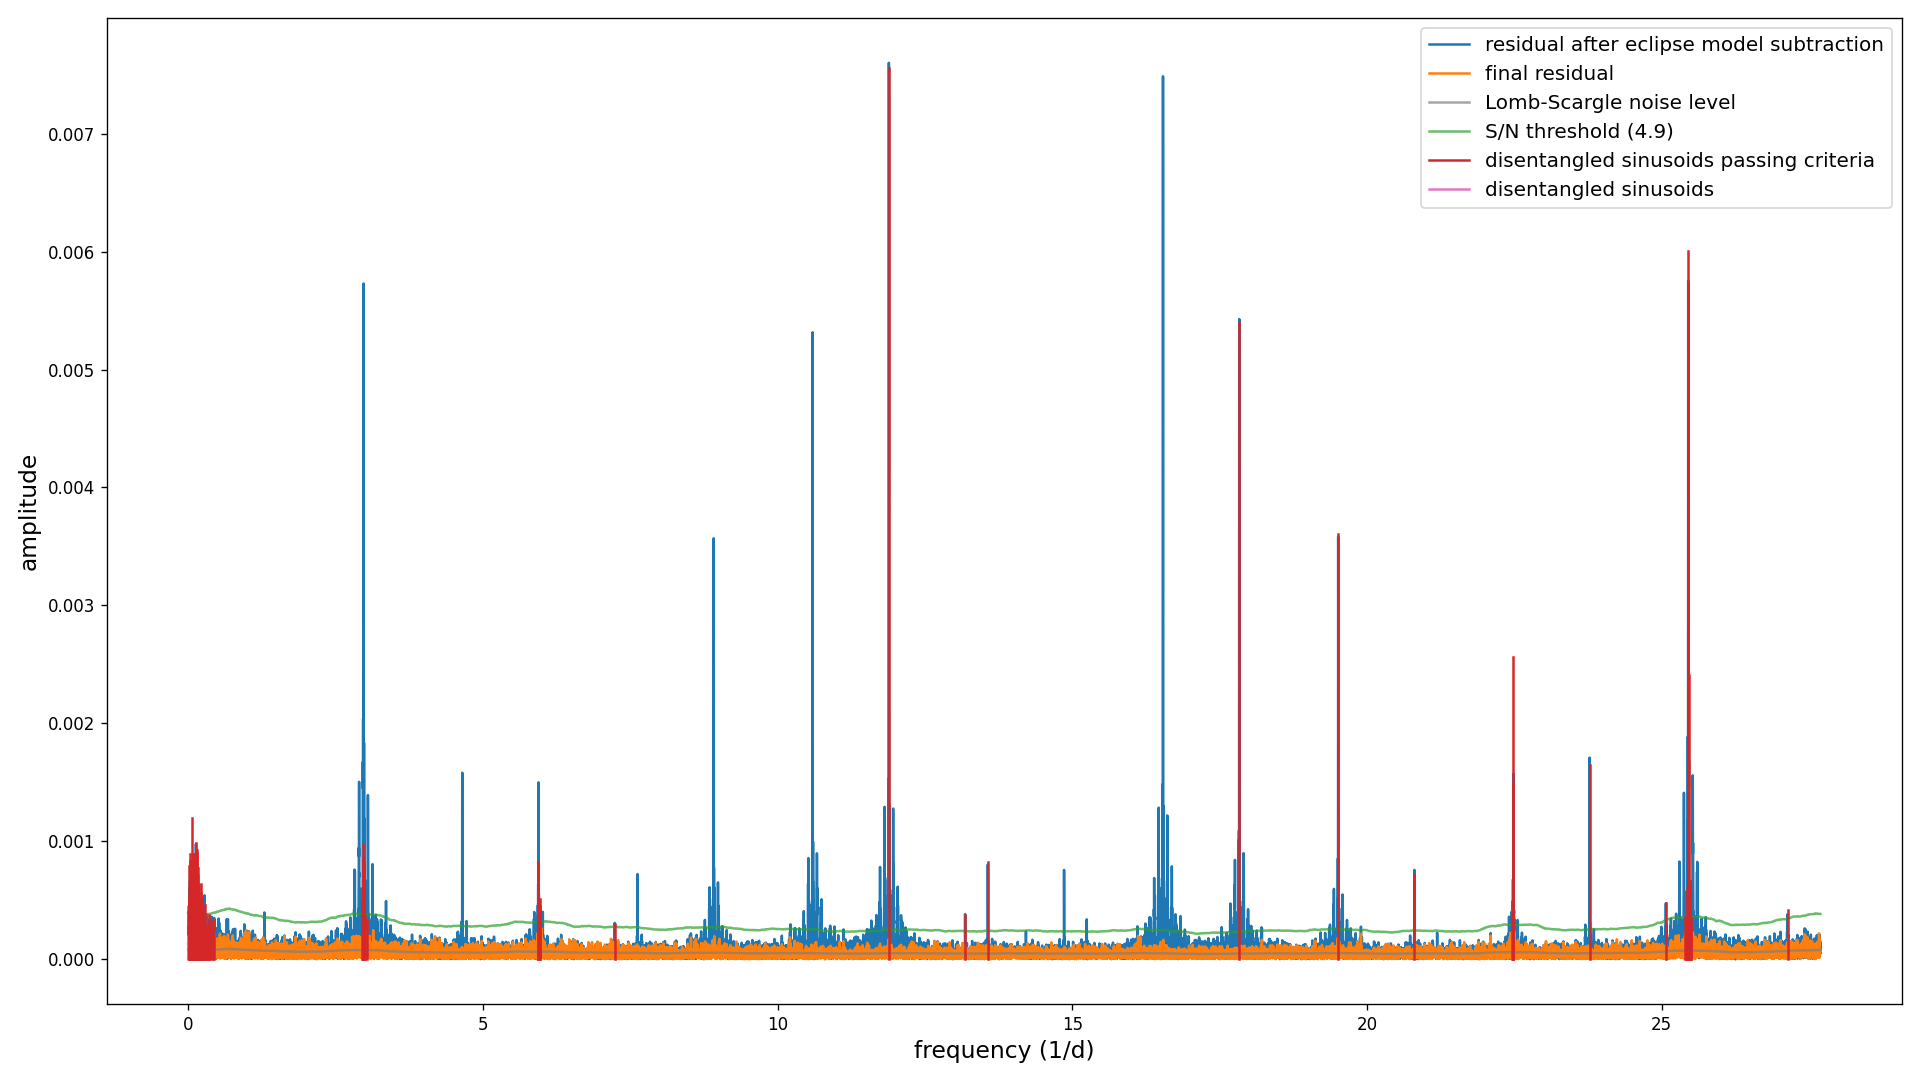 residual after eclipse model subtraction
final residual
Lomb-Scargle noise level
S/N threshold (4.9)
disentangled sinusoids passing criteria
disentangled sinusoids
amplitude
0.007
0.006
0.005
0.004
0.003
0.002
0.001
0.000
0 5 10 15 20 25
frequency (1/d)